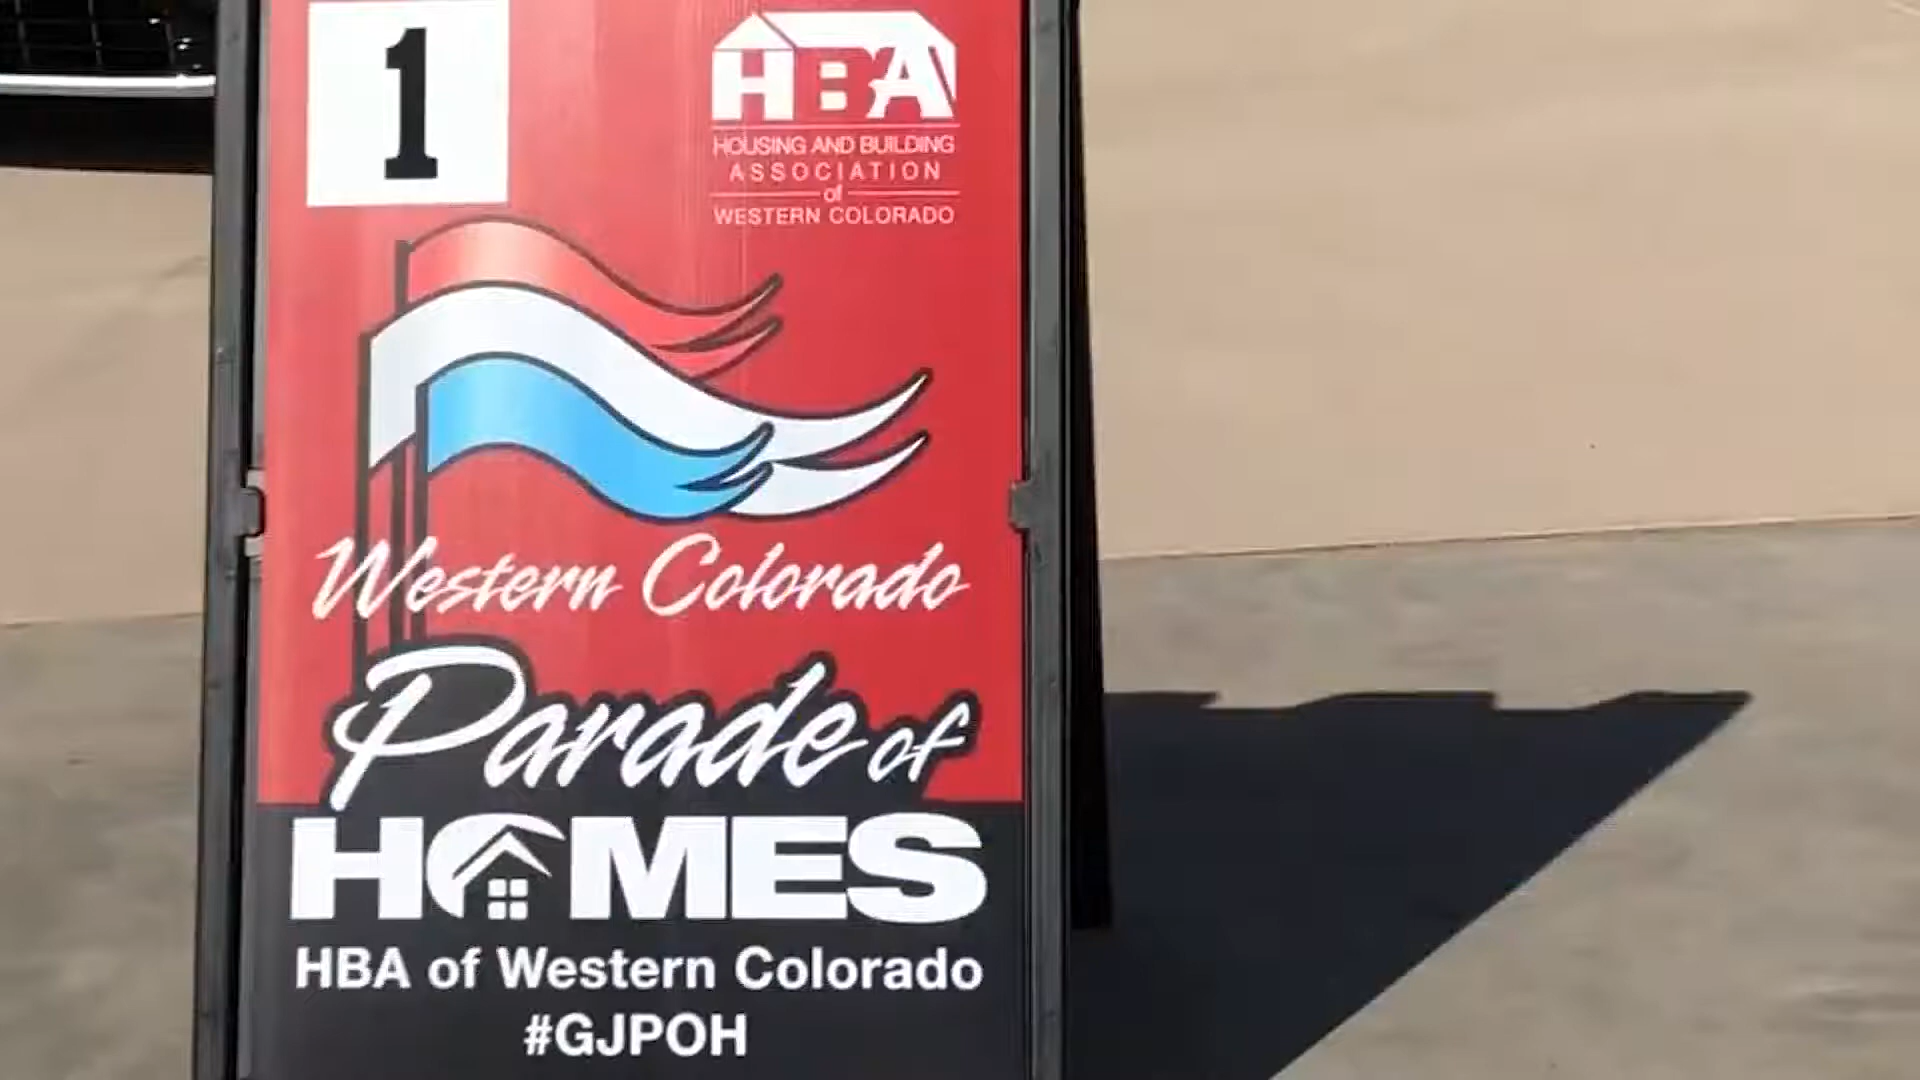 1
HBA
HOUSING AND BUILDING
ASSOCIATION
of
WESTERN COLORADO
Western Colorado
Parade of
HOMES
HBA of Western Colorado
#GJPOH